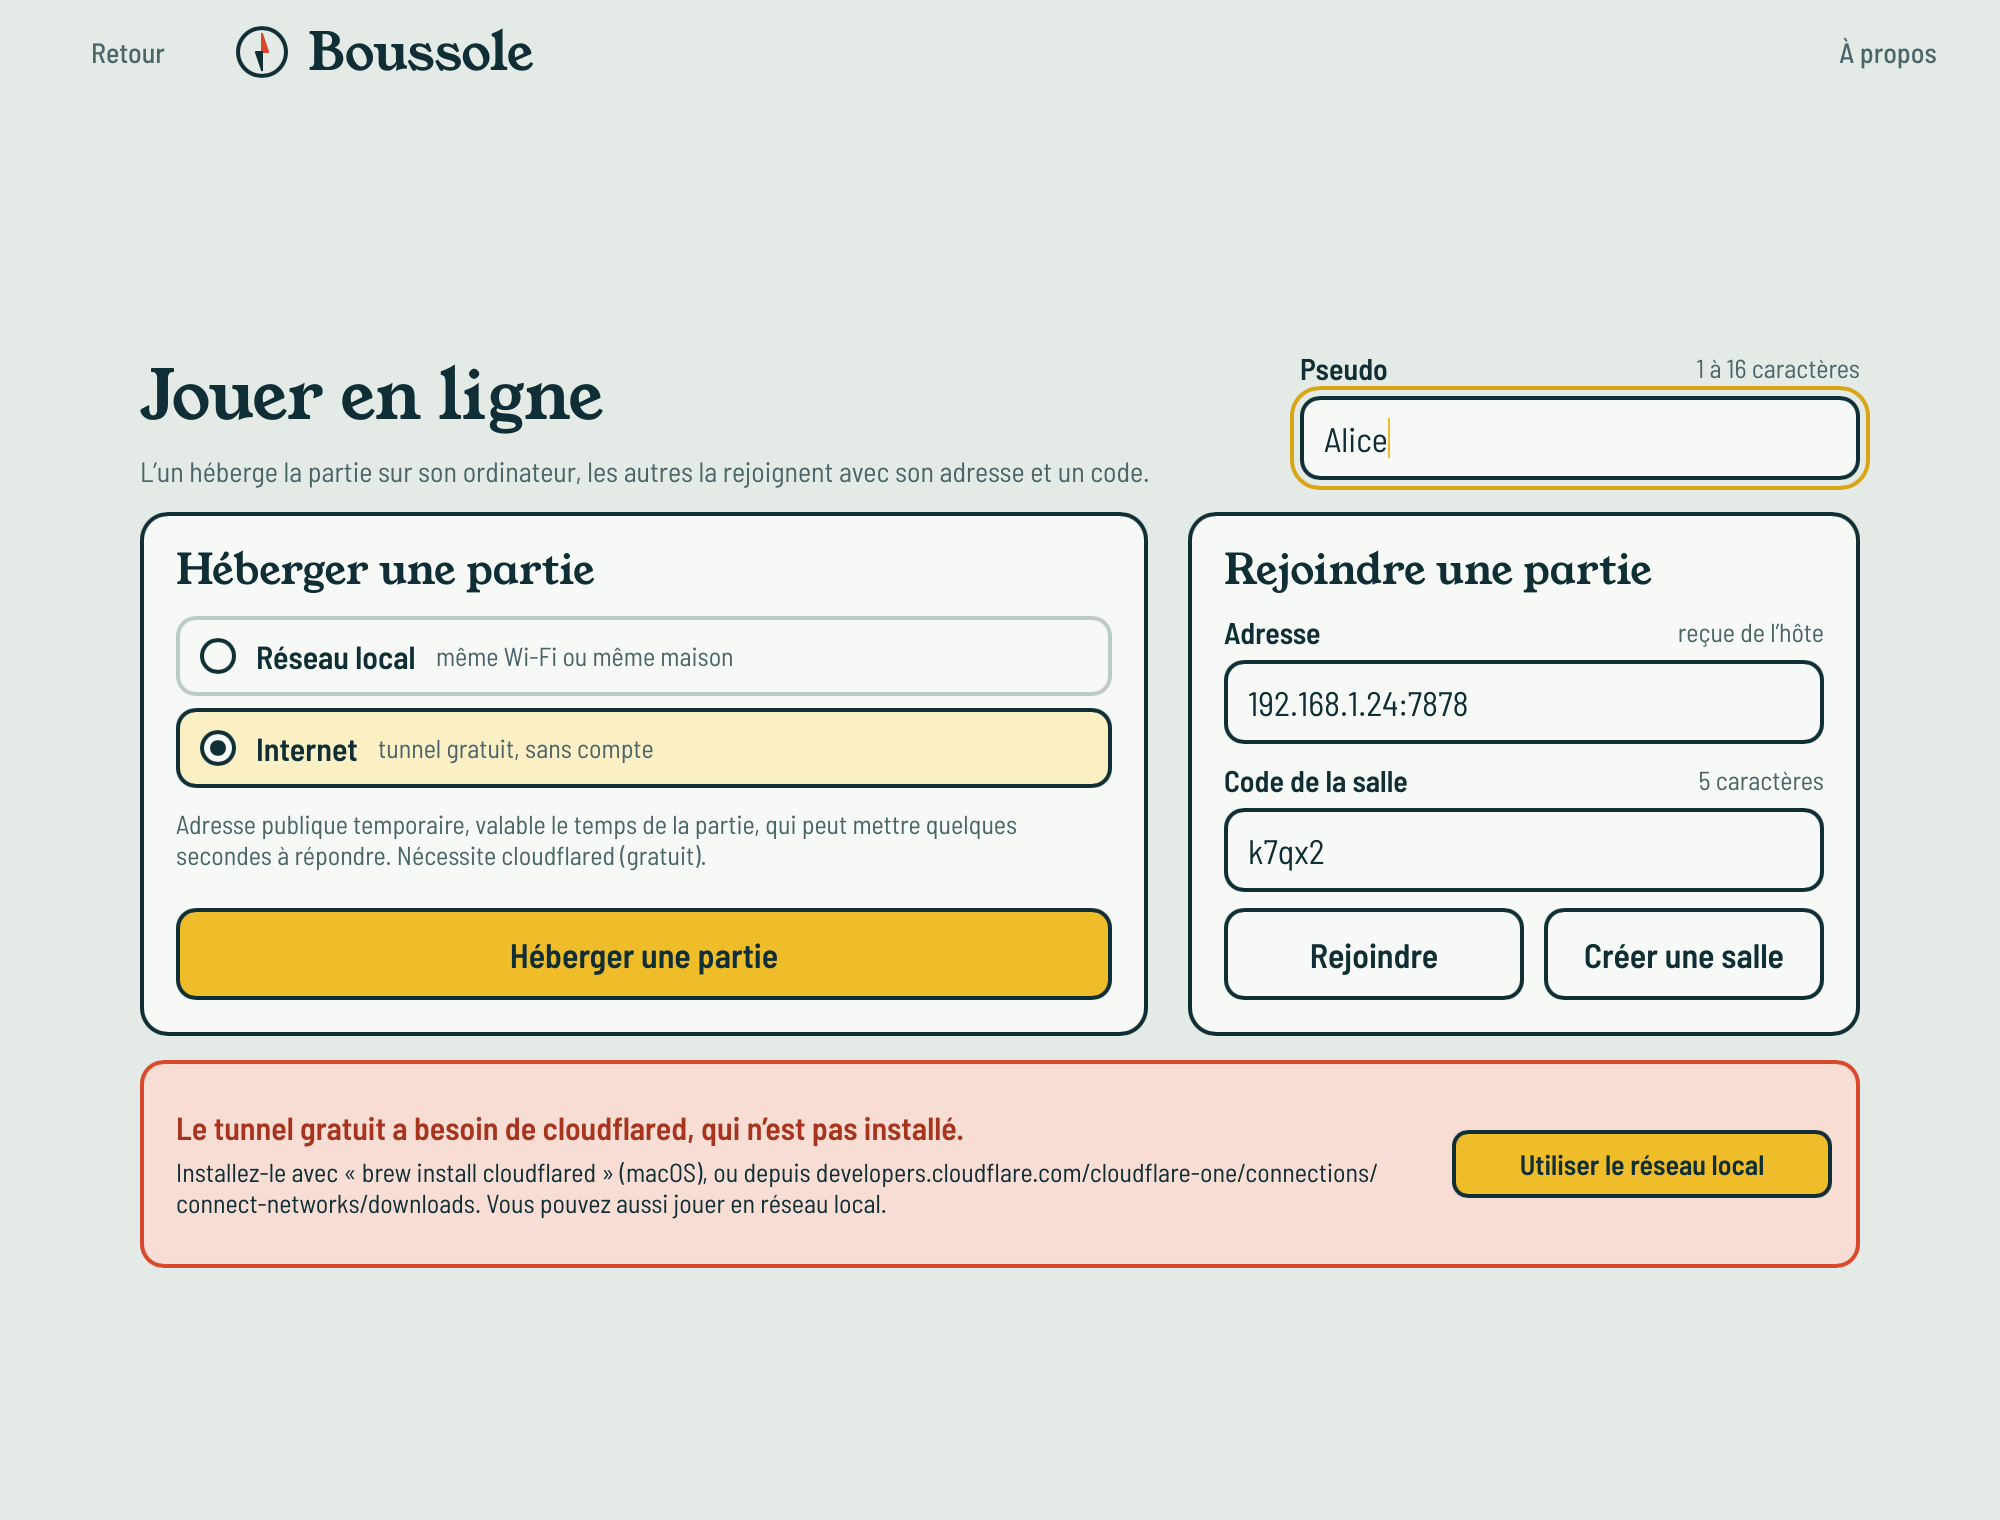 Retour
Boussole
À propos
Jouer en ligne
L’un héberge la partie sur son ordinateur, les autres la rejoignent avec son adresse et un code.
Pseudo
1 à 16 caractères
Alice
Héberger une partie
Réseau local même Wi-Fi ou même maison
Internet tunnel gratuit, sans compte
Adresse publique temporaire, valable le temps de la partie, qui peut mettre quelques
secondes à répondre. Nécessite cloudflared (gratuit).
Héberger une partie
Rejoindre une partie
Adresse
reçue de l’hôte
192.168.1.24:7878
Code de la salle
5 caractères
k7qx2
Rejoindre
Créer une salle
Le tunnel gratuit a besoin de cloudflared, qui n’est pas installé.
Installez-le avec « brew install cloudflared » (macOS), ou depuis developers.cloudflare.com/cloudflare-one/connections/
connect-networks/downloads. Vous pouvez aussi jouer en réseau local.
Utiliser le réseau local